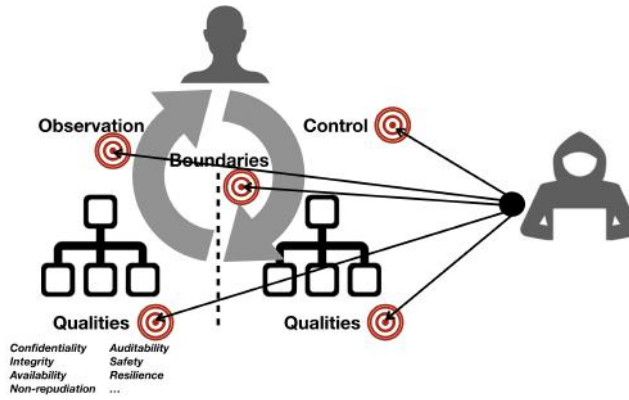 Observation
Control
Boundaries
Qualities
Qualities
Confidentiality Auditability
Integrity Safety
Availability Resilience
Non-repudiation ...